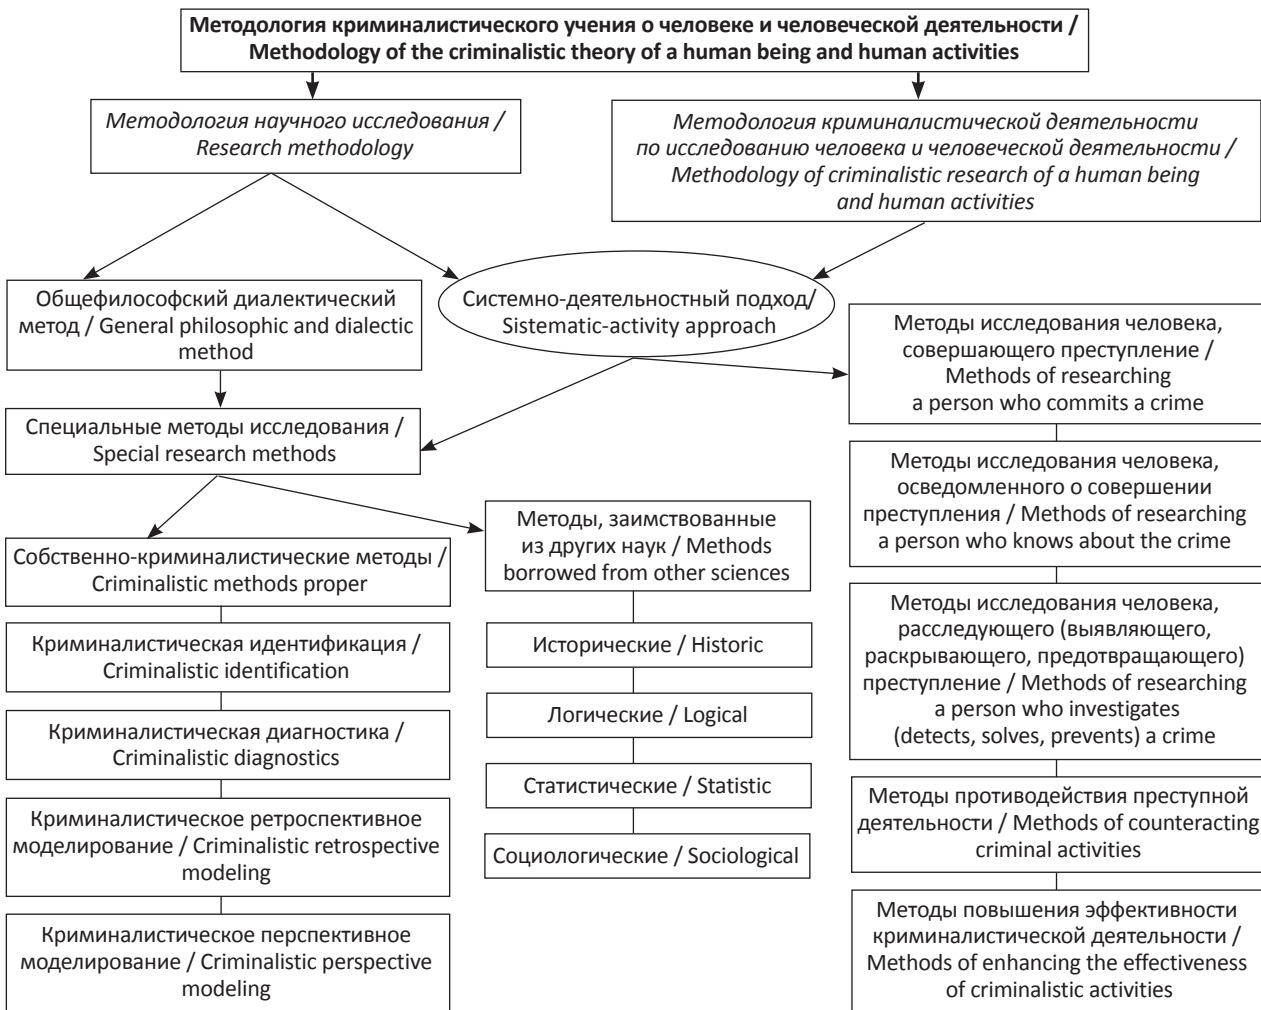 Методология криминалистического учения о человеке и человеческой деятельности /
Methodology of the criminalistic theory of a human being and human activities
Методология научного исследования /
Research methodology
Методология криминалистической деятельности
по исследованию человека и человеческой деятельности /
Methodology of criminalistic research of a human being
and human activities
Общефилософский диалектический
метод / General philosophic and dialectic
method
Системно-деятельностный подход/
Sistematic-activity approach
Специальные методы исследования /
Special research methods
Собственно-криминалистические методы /
Criminalistic methods proper
Криминалистическая идентификация /
Criminalistic identification
Криминалистическая диагностика /
Criminalistic diagnostics
Криминалистическое ретроспективное
моделирование / Criminalistic retrospective
modeling
Криминалистическое перспективное
моделирование / Criminalistic perspective
modeling
Методы, заимствованные
из других наук / Methods
borrowed from other sciences
Исторические / Historic
Логические / Logical
Статистические / Statistic
Социологические / Sociological
Методы исследования человека,
совершающего преступление /
Methods of researching
a person who commits a crime
Методы исследования человека,
осведомленного о совершении
преступления / Methods of researching
a person who knows about the crime
Методы исследования человека,
расследующего (выявляющего,
раскрывающего, предотвращающего)
преступление / Methods of researching
a person who investigates
(detects, solves, prevents) a crime
Методы противодействия преступной
деятельности / Methods of counteracting
criminal activities
Методы повышения эффективности
криминалистической деятельности /
Methods of enhancing the effectiveness
of criminalistic activities